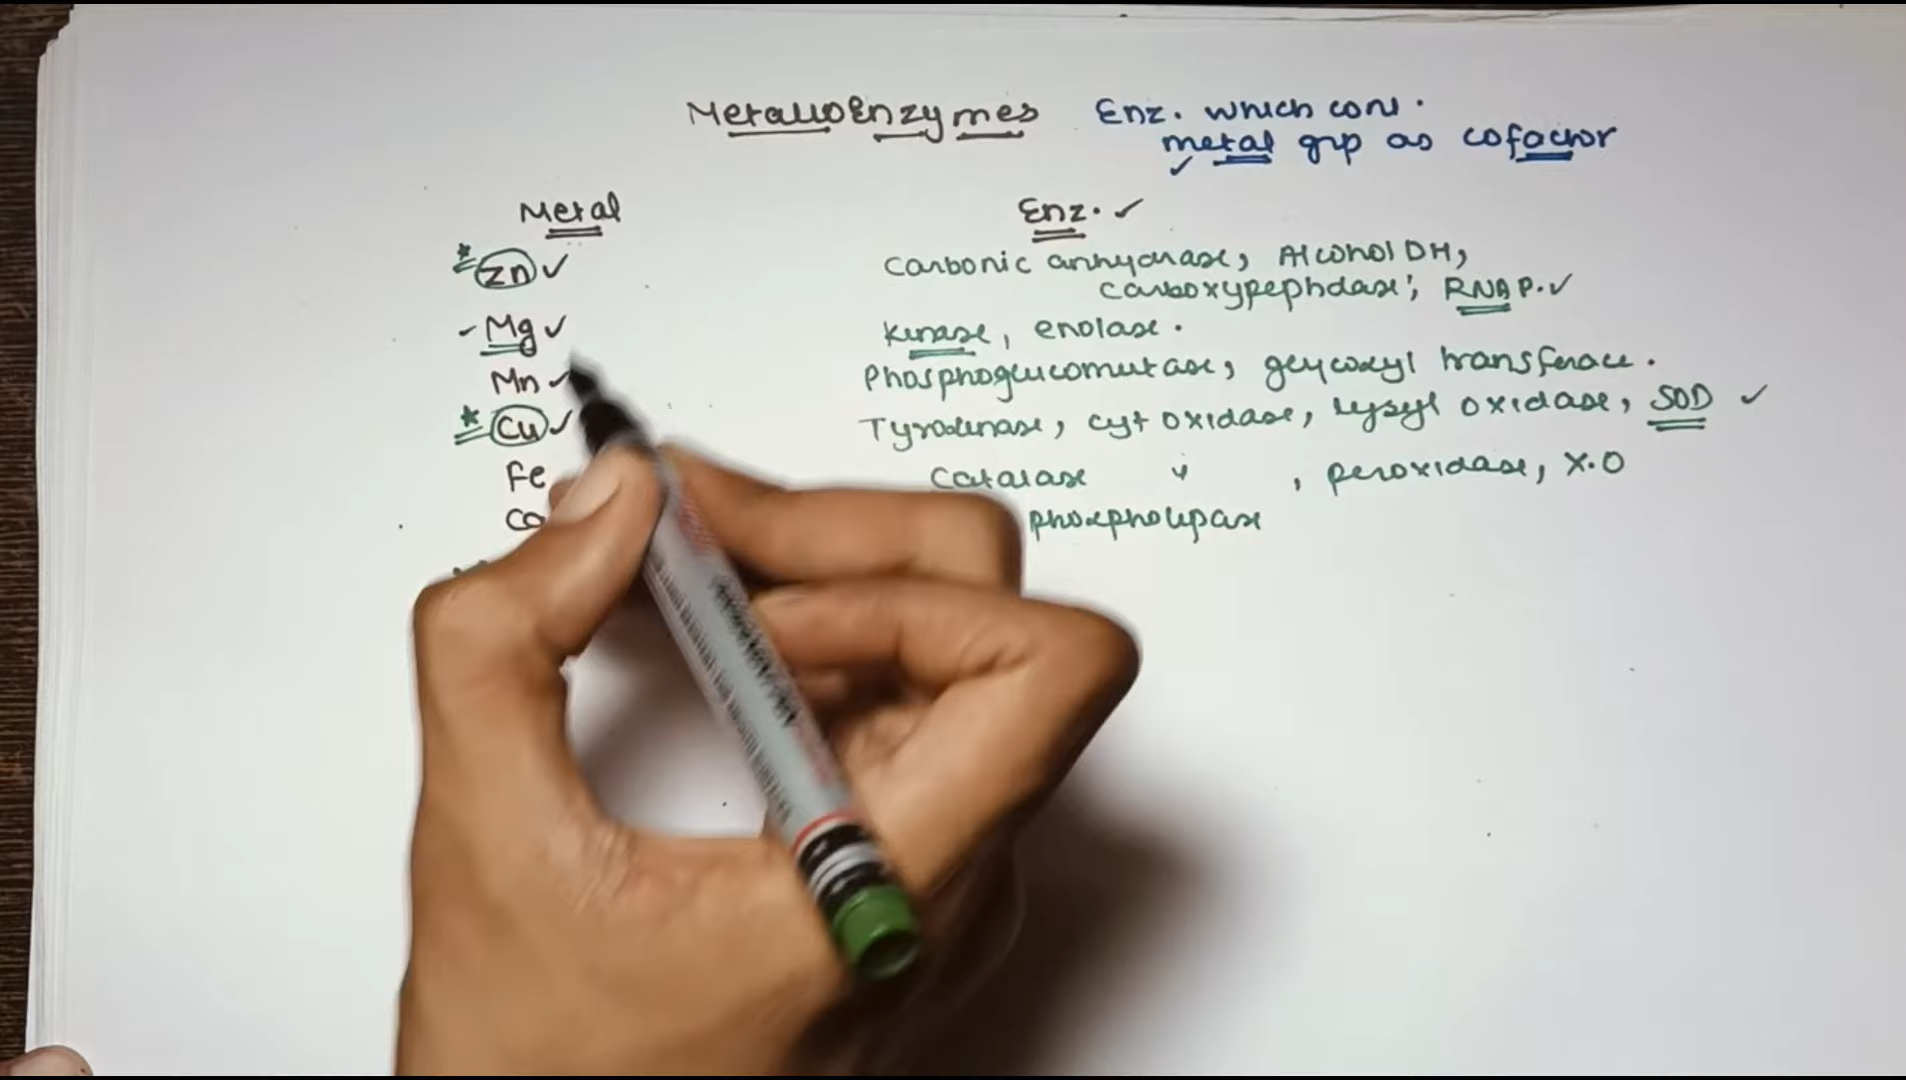 MetalloEnzymes Enz. which cont.
metal grp as cofactor
Metal Enz. ✓
* Zn ✓ Carbonic anhydrase, Alcohol DH,
carboxypeptidase, RNAP. ✓
Mg ✓ kinase, enolase.
Mn ✓ Phosphoglucomutase, glycosyl transferase.
* Cu ✓ Tyrosinase, cyt oxidase, lysyl oxidase, SOD ✓
Fe Catalase , peroxidase, X.O
Ca phospholipase